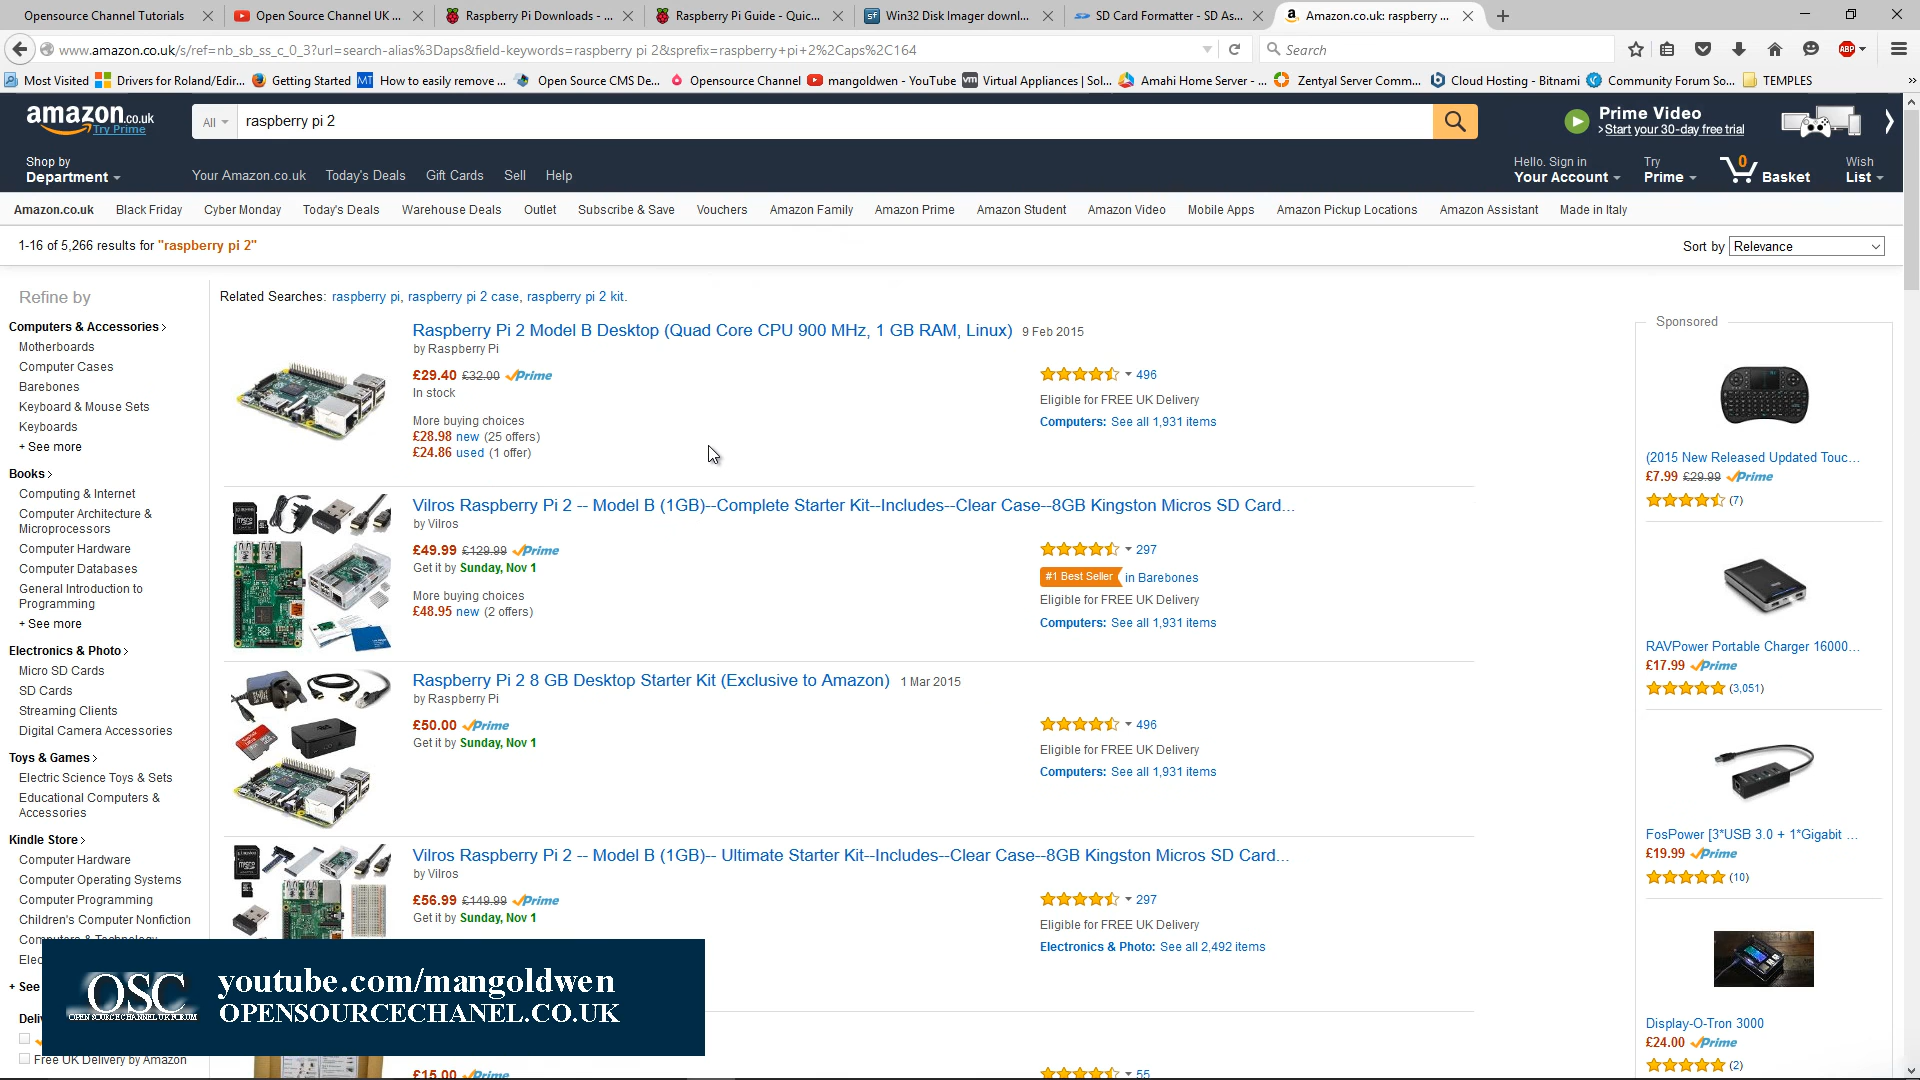 Opensource Channel Tutorials
Open Source Channel UK ...
Raspberry Pi Downloads - ...
Raspberry Pi Guide - Quic...
Win32 Disk Imager downl...
SD Card Formatter - SD As...
Amazon.co.uk: raspberry ...
www.amazon.co.uk/s/ref=nb_sb_ss_c_0_3?url=search-alias%3Daps&field-keywords=raspberry pi 2&sprefix=raspberry+pi+2%2Caps%2C164
Search
ABP
Most Visited
Drivers for Roland/Edir...
Getting Started
MT
How to easily remove ...
Open Source CMS De...
Opensource Channel
mangoldwen - YouTube
vm
Virtual Appliances | Sol...
Amahi Home Server - ...
Zentyal Server Comm...
Cloud Hosting - Bitnami
Community Forum So...
TEMPLES
amazon.co.uk
Try Prime
All
raspberry pi 2
Prime Video
Start your 30-day free trial
Shop by
Department
Your Amazon.co.uk
Today's Deals
Gift Cards
Sell
Help
Hello. Sign in
Your Account
Try
Prime
0
Basket
Wish
List
Amazon.co.uk
Black Friday
Cyber Monday
Today's Deals
Warehouse Deals
Outlet
Subscribe & Save
Vouchers
Amazon Family
Amazon Prime
Amazon Student
Amazon Video
Mobile Apps
Amazon Pickup Locations
Amazon Assistant
Made in Italy
1-16 of 5,266 results for "raspberry pi 2"
Sort by Relevance
Refine by
Computers & Accessories
Motherboards
Computer Cases
Barebones
Keyboard & Mouse Sets
Keyboards
+ See more
Books
Computing & Internet
Computer Architecture &
Microprocessors
Computer Hardware
Computer Databases
General Introduction to
Programming
+ See more
Electronics & Photo
Micro SD Cards
SD Cards
Streaming Clients
Digital Camera Accessories
Toys & Games
Electric Science Toys & Sets
Educational Computers &
Accessories
Kindle Store
Computer Hardware
Computer Operating Systems
Computer Programming
Children's Computer Nonfiction
Computers & Technology
Elec
+ See
Deli
Free UK Delivery by Amazon
Related Searches: raspberry pi, raspberry pi 2 case, raspberry pi 2 kit.
Raspberry Pi 2 Model B Desktop (Quad Core CPU 900 MHz, 1 GB RAM, Linux) 9 Feb 2015
by Raspberry Pi
£29.40 £32.00 Prime
In stock
More buying choices
£28.98 new (25 offers)
£24.86 used (1 offer)
496
Eligible for FREE UK Delivery
Computers: See all 1,931 items
Vilros Raspberry Pi 2 -- Model B (1GB)--Complete Starter Kit--Includes--Clear Case--8GB Kingston Micros SD Card...
by Vilros
£49.99 £129.99 Prime
Get it by Sunday, Nov 1
More buying choices
£48.95 new (2 offers)
297
#1 Best Seller in Barebones
Eligible for FREE UK Delivery
Computers: See all 1,931 items
Raspberry Pi 2 8 GB Desktop Starter Kit (Exclusive to Amazon) 1 Mar 2015
by Raspberry Pi
£50.00 Prime
Get it by Sunday, Nov 1
496
Eligible for FREE UK Delivery
Computers: See all 1,931 items
Vilros Raspberry Pi 2 -- Model B (1GB)-- Ultimate Starter Kit--Includes--Clear Case--8GB Kingston Micros SD Card...
by Vilros
£56.99 £149.99 Prime
Get it by Sunday, Nov 1
297
Eligible for FREE UK Delivery
Electronics & Photo: See all 2,492 items
£15.00 Prime
55
Sponsored
(2015 New Released Updated Touc...
£7.99 £29.99 Prime
(7)
RAVPower Portable Charger 16000...
£17.99 Prime
(3,051)
FosPower [3*USB 3.0 + 1*Gigabit ...
£19.99 Prime
(10)
Display-O-Tron 3000
£24.00 Prime
(2)
OSC
OPEN SOURCE CHANNEL UK FORUM
youtube.com/mangoldwen
OPENSOURCECHANEL.CO.UK